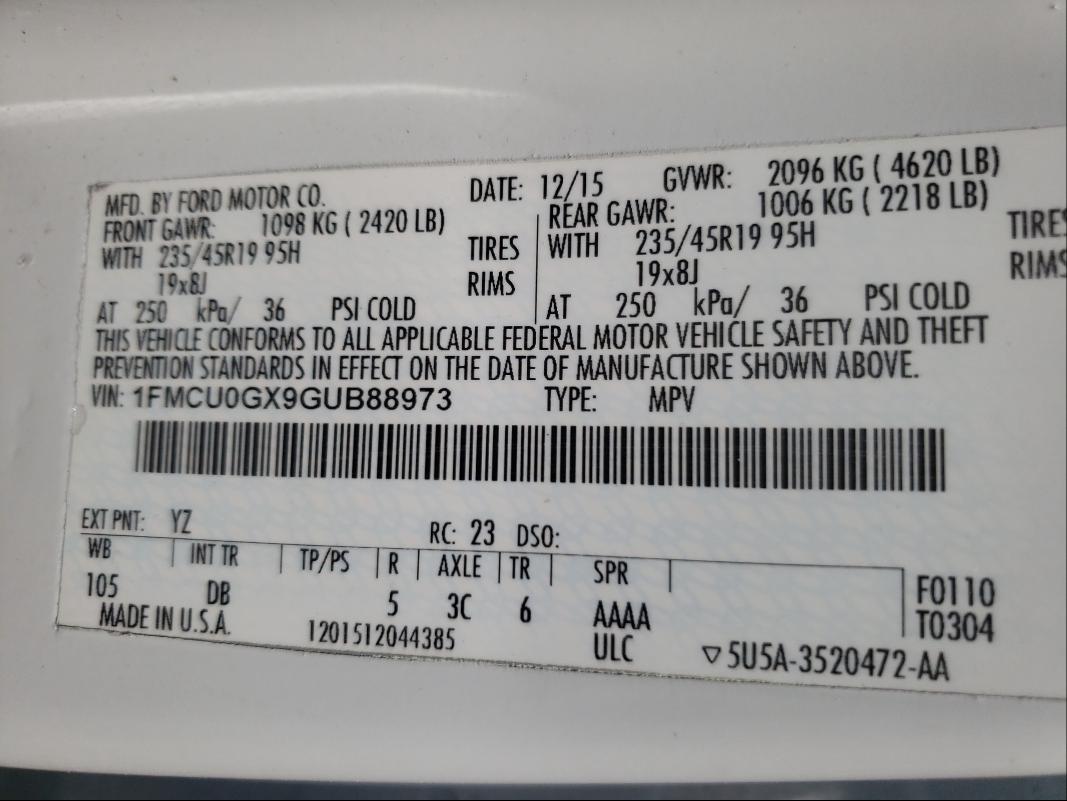 MFD. BY FORD MOTOR CO. DATE: 12/15 GVWR: 2096 KG ( 4620 LB)
FRONT GAWR: 1098 KG ( 2420 LB) REAR GAWR: 1006 KG ( 2218 LB)
WITH 235/45R19 95H TIRES WITH 235/45R19 95H TIRES
19x8J RIMS 19x8J RIMS
AT 250 kPa/ 36 PSI COLD AT 250 kPa/ 36 PSI COLD
THIS VEHICLE CONFORMS TO ALL APPLICABLE FEDERAL MOTOR VEHICLE SAFETY AND THEFT
PREVENTION STANDARDS IN EFFECT ON THE DATE OF MANUFACTURE SHOWN ABOVE.
VIN: 1FMCU0GX9GUB88973 TYPE: MPV
EXT PNT: YZ RC: 23 DSO:
WB INT TR TP/PS R AXLE TR SPR
105 DB 5 3C 6 AAAA F0110
MADE IN U.S.A. 1201512044385 ULC T0304
▽5U5A-3520472-AA